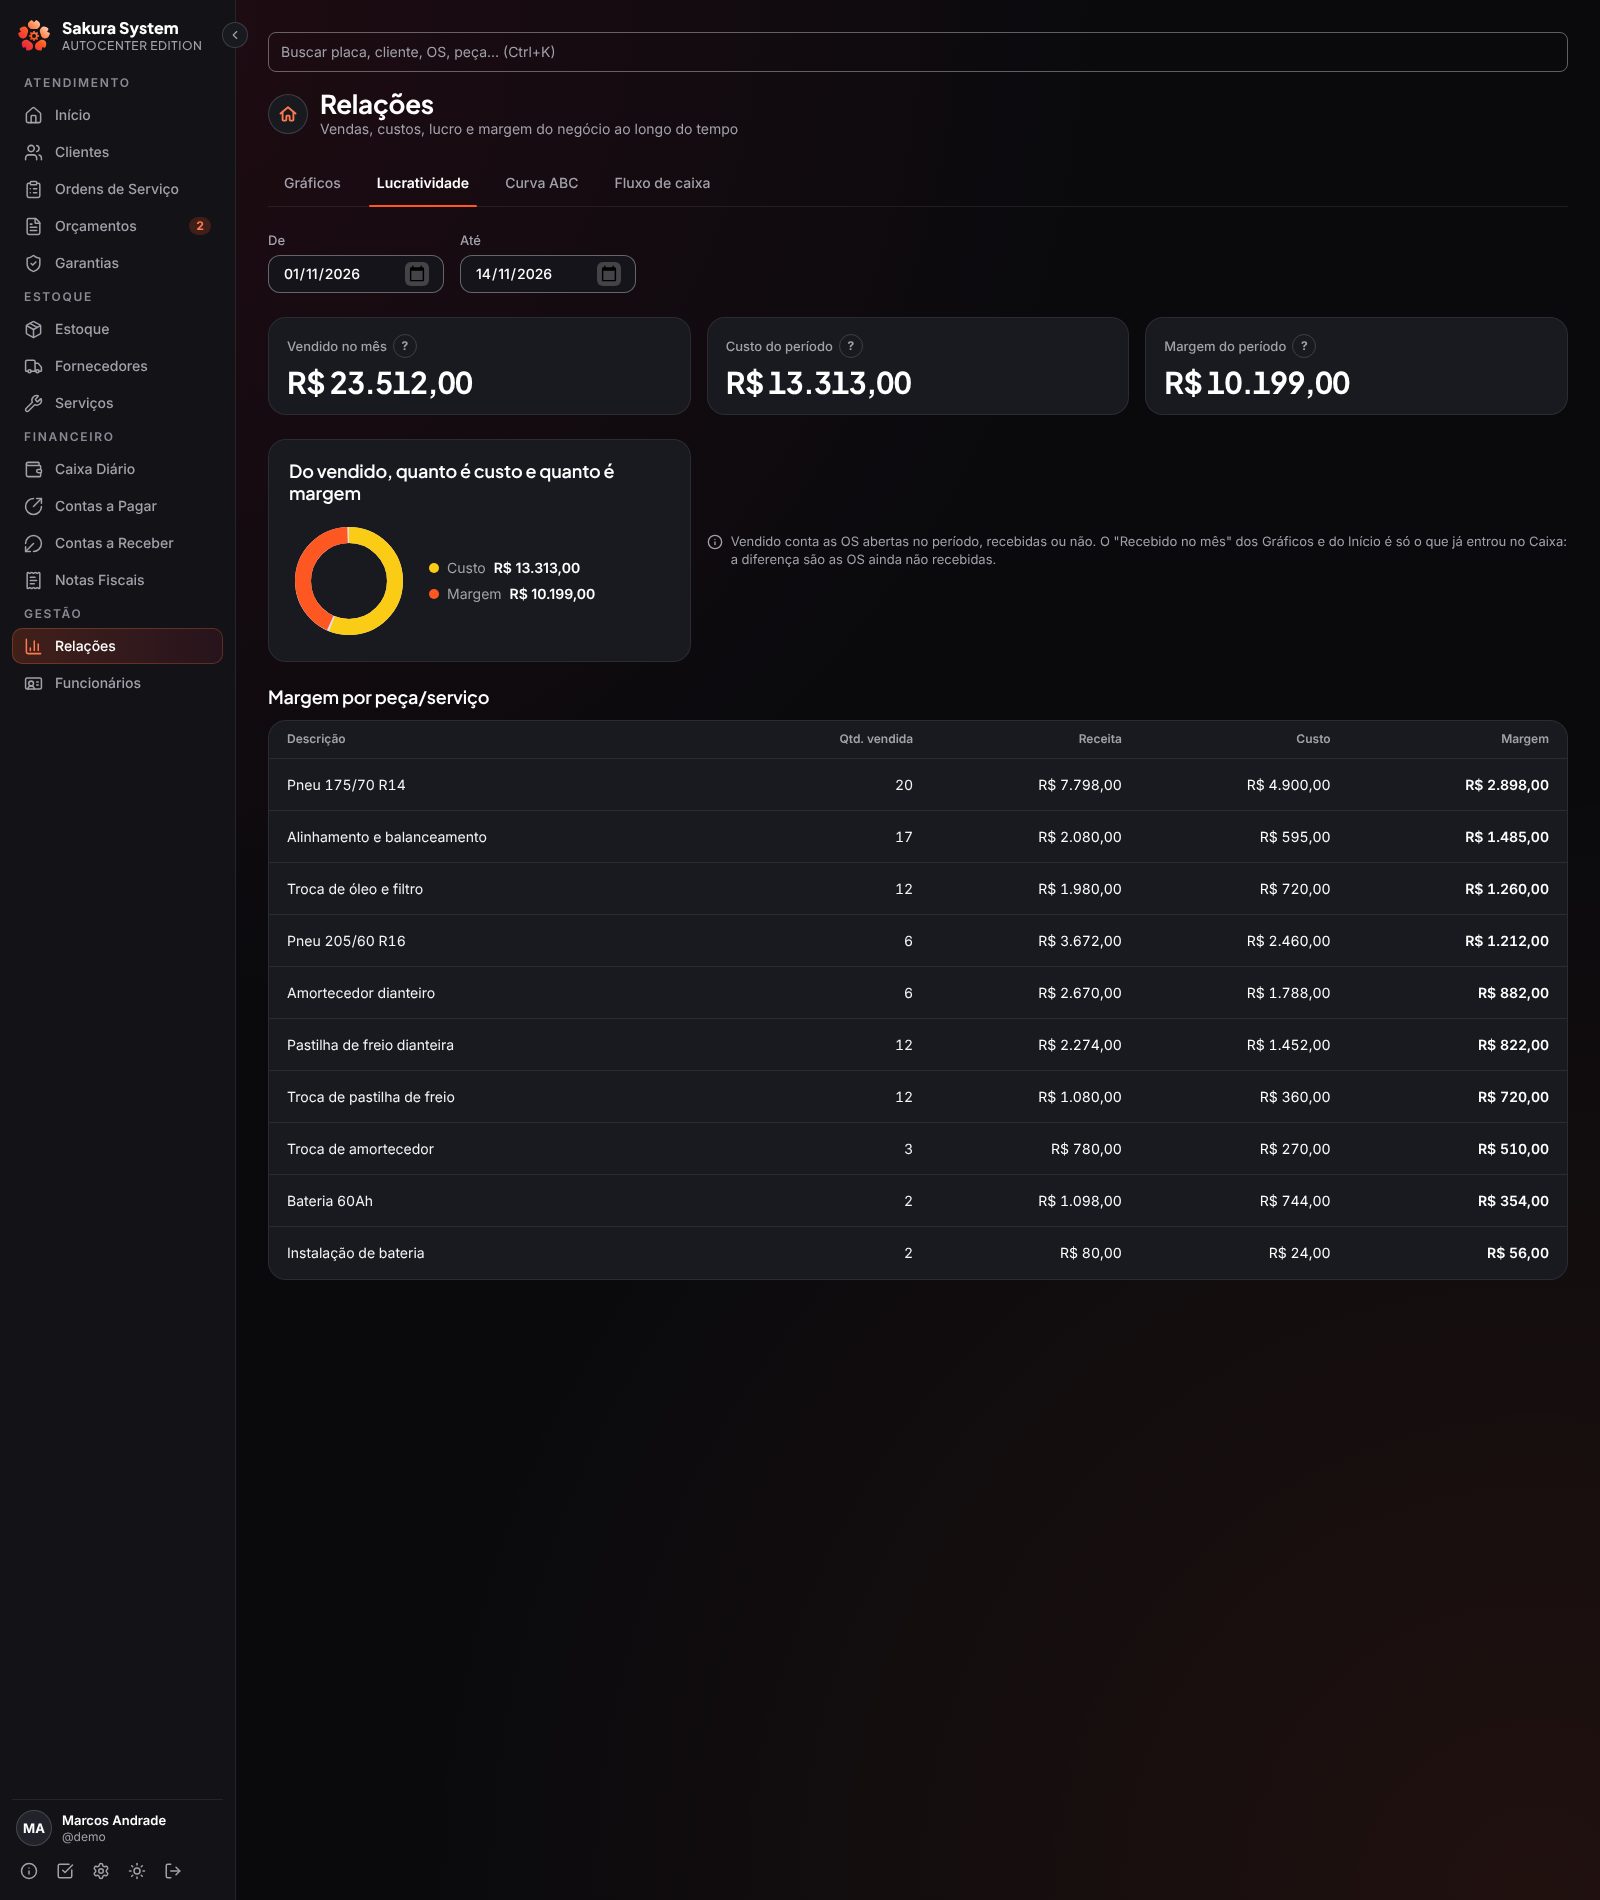 Sakura System
AUTOCENTER EDITION
ATENDIMENTO
Início
Clientes
Ordens de Serviço
Orçamentos 2
Garantias
ESTOQUE
Estoque
Fornecedores
Serviços
FINANCEIRO
Caixa Diário
Contas a Pagar
Contas a Receber
Notas Fiscais
GESTÃO
Relações
Funcionários
MA
Marcos Andrade
@demo
Buscar placa, cliente, OS, peça... (Ctrl+K)
Relações
Vendas, custos, lucro e margem do negócio ao longo do tempo
Gráficos Lucratividade Curva ABC Fluxo de caixa
De Até
01/11/2026 14/11/2026
Vendido no mês ? Custo do período ? Margem do período ?
R$ 23.512,00 R$ 13.313,00 R$ 10.199,00
Do vendido, quanto é custo e quanto é
margem
Custo R$ 13.313,00
Margem R$ 10.199,00
Vendido conta as OS abertas no período, recebidas ou não. O "Recebido no mês" dos Gráficos e do Início é só o que já entrou no Caixa:
a diferença são as OS ainda não recebidas.
Margem por peça/serviço
Descrição Qtd. vendida Receita Custo Margem
Pneu 175/70 R14 20 R$ 7.798,00 R$ 4.900,00 R$ 2.898,00
Alinhamento e balanceamento 17 R$ 2.080,00 R$ 595,00 R$ 1.485,00
Troca de óleo e filtro 12 R$ 1.980,00 R$ 720,00 R$ 1.260,00
Pneu 205/60 R16 6 R$ 3.672,00 R$ 2.460,00 R$ 1.212,00
Amortecedor dianteiro 6 R$ 2.670,00 R$ 1.788,00 R$ 882,00
Pastilha de freio dianteira 12 R$ 2.274,00 R$ 1.452,00 R$ 822,00
Troca de pastilha de freio 12 R$ 1.080,00 R$ 360,00 R$ 720,00
Troca de amortecedor 3 R$ 780,00 R$ 270,00 R$ 510,00
Bateria 60Ah 2 R$ 1.098,00 R$ 744,00 R$ 354,00
Instalação de bateria 2 R$ 80,00 R$ 24,00 R$ 56,00